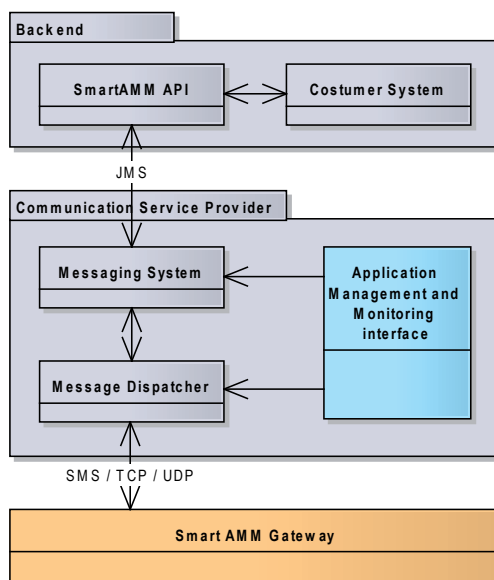 Backend
SmartAMM API
Costumer System
JMS
Communication Service Provider
Messaging System
Application
Management and
Monitoring
interface
Message Dispatcher
SMS / TCP / UDP
Smart AMM Gateway